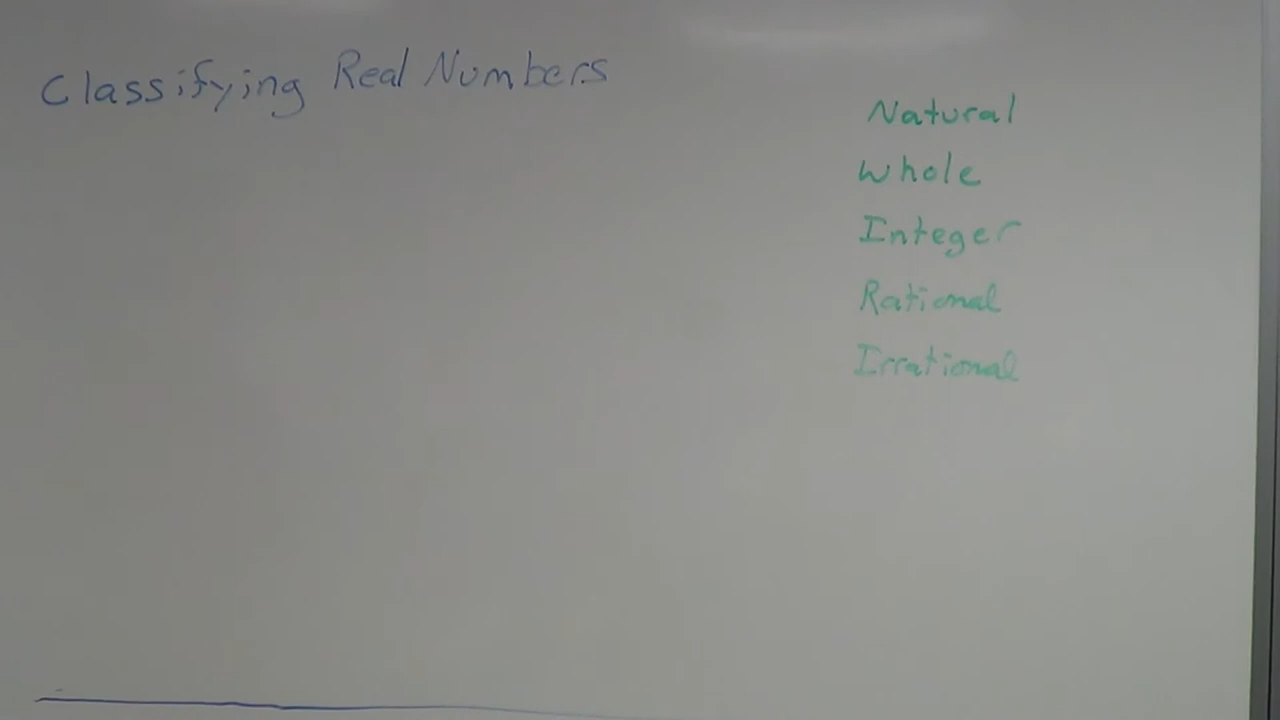 Classifying Real Numbers
Natural
Whole
Integer
Rational
Irrational